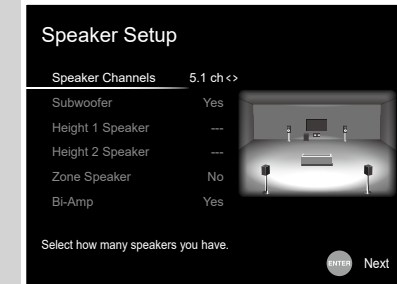 Speaker Setup
Speaker Channels 5.1 ch <>
Subwoofer Yes
Height 1 Speaker ---
Height 2 Speaker ---
Zone Speaker No
Bi-Amp Yes
Select how many speakers you have.
ENTER Next